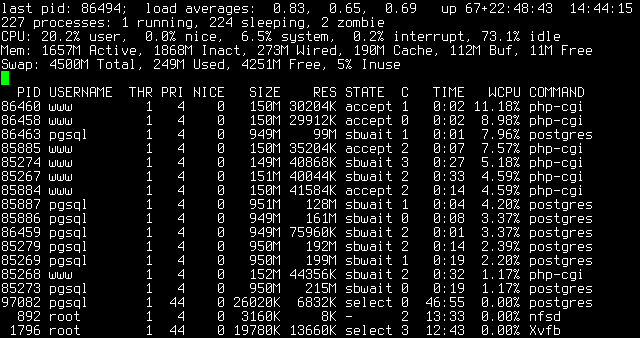 last pid: 86494;  load averages:  0.83,  0.65,  0.69   up 67+22:48:43  14:44:15
227 processes: 1 running, 224 sleeping, 2 zombie
CPU: 20.2% user,  0.0% nice,  6.5% system,  0.2% interrupt, 73.1% idle
Mem: 1657M Active, 1868M Inact, 273M Wired, 190M Cache, 112M Buf, 11M Free
Swap: 4500M Total, 249M Used, 4251M Free, 5% Inuse
  PID USERNAME  THR PRI NICE   SIZE    RES STATE  C   TIME   WCPU COMMAND
86460 www         1   4    0   150M 30204K accept 1   0:02 11.18% php-cgi
86458 www         1   4    0   150M 29912K accept 0   0:02  8.98% php-cgi
86463 pgsql       1   4    0   949M    99M sbwait 1   0:01  7.96% postgres
85885 www         1   4    0   150M 35204K accept 2   0:07  7.57% php-cgi
85274 www         1   4    0   149M 40868K sbwait 3   0:27  5.18% php-cgi
85267 www         1   4    0   151M 40044K sbwait 2   0:33  4.59% php-cgi
85884 www         1   4    0   150M 41584K accept 2   0:14  4.59% php-cgi
85887 pgsql       1   4    0   951M   128M sbwait 1   0:04  4.20% postgres
85886 pgsql       1   4    0   949M   161M sbwait 0   0:08  3.37% postgres
86459 pgsql       1   4    0   950M 75960K sbwait 2   0:01  3.37% postgres
85279 pgsql       1   4    0   950M   192M sbwait 2   0:14  2.39% postgres
85269 pgsql       1   4    0   950M   199M sbwait 1   0:19  2.20% postgres
85268 www         1   4    0   152M 44356K accept 2   0:32  1.17% php-cgi
85273 pgsql       1   4    0   950M   215M sbwait 0   0:19  1.17% postgres
97082 pgsql       1  44    0 26020K  6832K select 0  46:55  0.00% postgres
  892 root        1   4    0  3160K     8K -      2  13:33  0.00% nfsd
 1796 root        1  44    0 19780K 13660K select 3  12:43  0.00% Xvfb